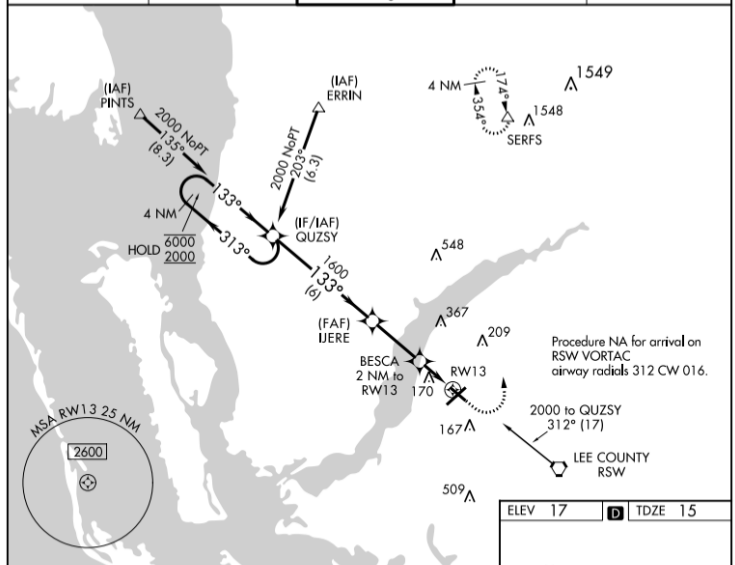 (IAF)
PINTS
2000 NoPT
135°
(8.3)
(IAF)
ERRIN
2000 NoPT
203°
(6.3)
4 NM
174°
354°
SERFS
1549
1548
133°
4 NM
313°
HOLD 6000
2000
(IF/IAF)
QUZSY
1600
133°
(6)
548
(FAF)
IJERE
367
209
BESCA
2 NM to
RW13
170
RW13
Procedure NA for arrival on
RSW VORTAC
airway radials 312 CW 016.
167
2000 to QUZSY
312° (17)
LEE COUNTY
RSW
509
MSA RW13 25 NM
2600
ELEV 17 D TDZE 15